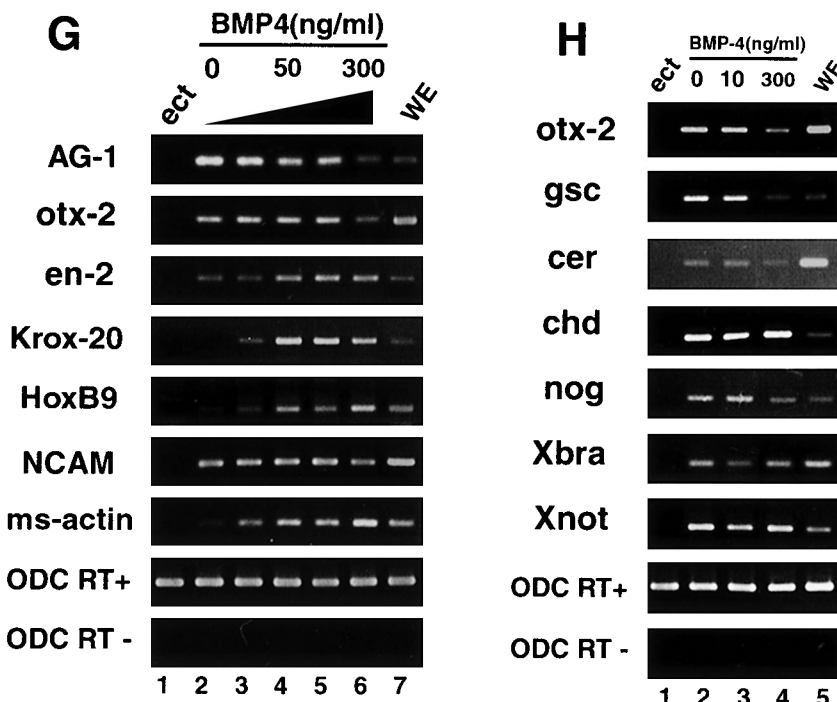 G
BMP4(ng/ml)
ect 0 50 300 WE
AG-1
otx-2
en-2
Krox-20
HoxB9
NCAM
ms-actin
ODC RT+
ODC RT -
1 2 3 4 5 6 7
H
BMP-4(ng/ml)
ect 0 10 300 WE
otx-2
gsc
cer
chd
nog
Xbra
Xnot
ODC RT+
ODC RT -
1 2 3 4 5